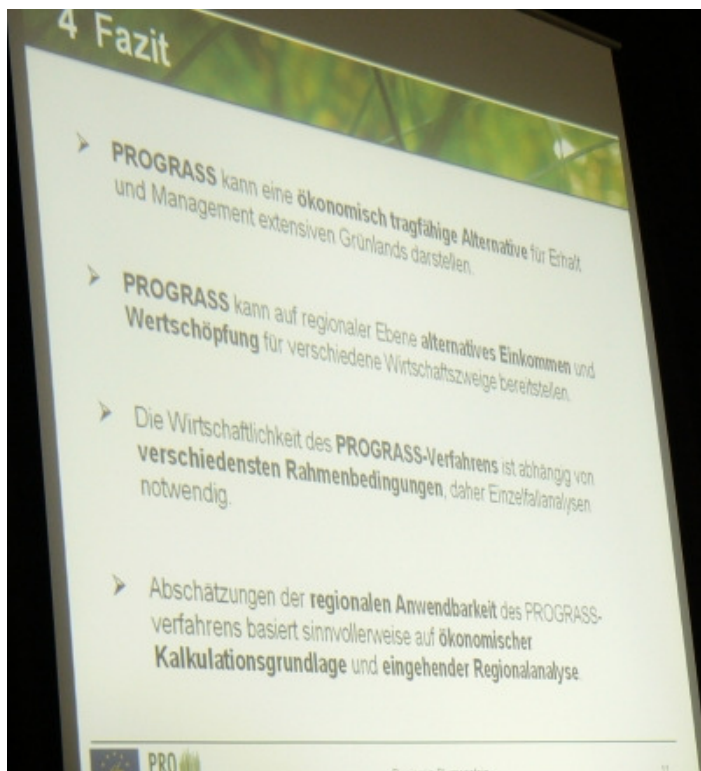 4 Fazit
➢ PROGRASS kann eine ökonomisch tragfähige Alternative für Erhalt
und Management extensiven Grünlands darstellen.
➢ PROGRASS kann auf regionaler Ebene alternatives Einkommen und
Wertschöpfung für verschiedene Wirtschaftszweige bereitstellen.
➢ Die Wirtschaftlichkeit des PROGRASS-Verfahrens ist abhängig von
verschiedensten Rahmenbedingungen, daher Einzelfallanalysen
notwendig.
➢ Abschätzungen der regionalen Anwendbarkeit des PROGRASS-
verfahrens basiert sinnvollerweise auf ökonomischer
Kalkulationsgrundlage und eingehender Regionalanalyse.
PRO